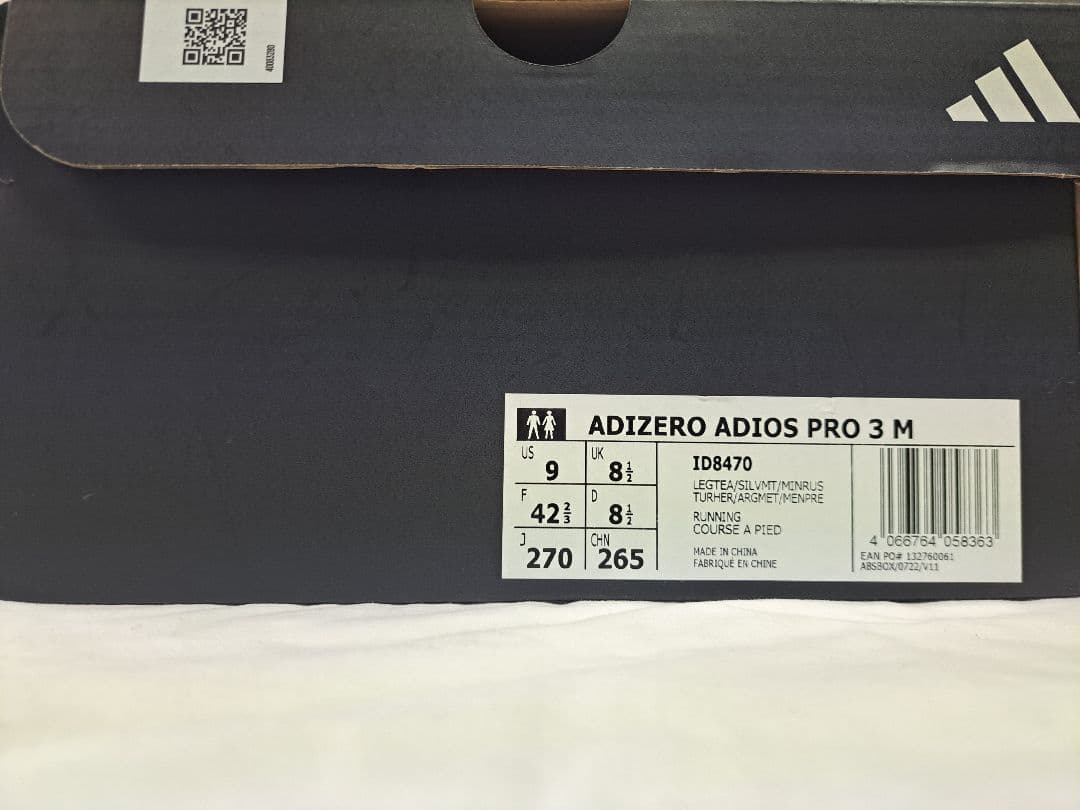 40083280
ADIZERO ADIOS PRO 3 M
US 9 UK 8½
F 42⅔ D 8½
J 270 CHN 265
ID8470
LEGTEA/SILVMT/MINRUS
TURHER/ARGMET/MENPRE
RUNNING
COURSE A PIED
MADE IN CHINA
FABRIQUÉ EN CHINE
4 066764 058363
EAN PO# 132760061
ABSBOX/0722/V11